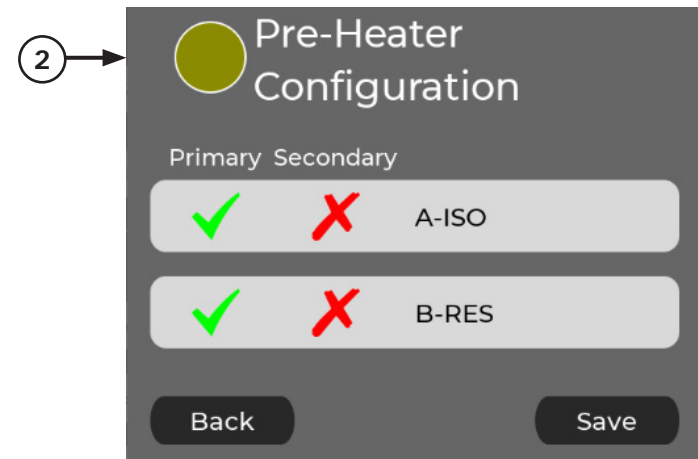 2
Pre-Heater
Configuration
Primary Secondary
A-ISO
B-RES
Back Save